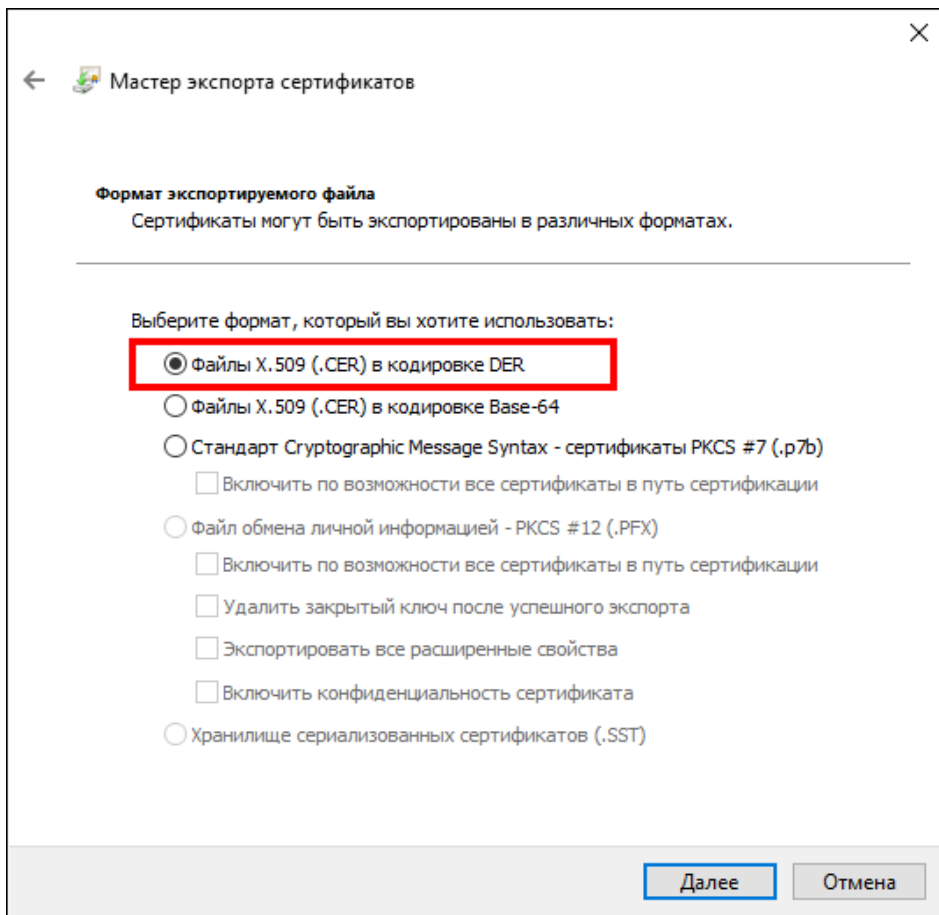 Мастер экспорта сертификатов
Формат экспортируемого файла
Сертификаты могут быть экспортированы в различных форматах.
Выберите формат, который вы хотите использовать:
Файлы X.509 (.CER) в кодировке DER
Файлы X.509 (.CER) в кодировке Base-64
Стандарт Cryptographic Message Syntax - сертификаты PKCS #7 (.p7b)
Включить по возможности все сертификаты в путь сертификации
Файл обмена личной информацией - PKCS #12 (.PFX)
Включить по возможности все сертификаты в путь сертификации
Удалить закрытый ключ после успешного экспорта
Экспортировать все расширенные свойства
Включить конфиденциальность сертификата
Хранилище сериализованных сертификатов (.SST)
Далее Отмена